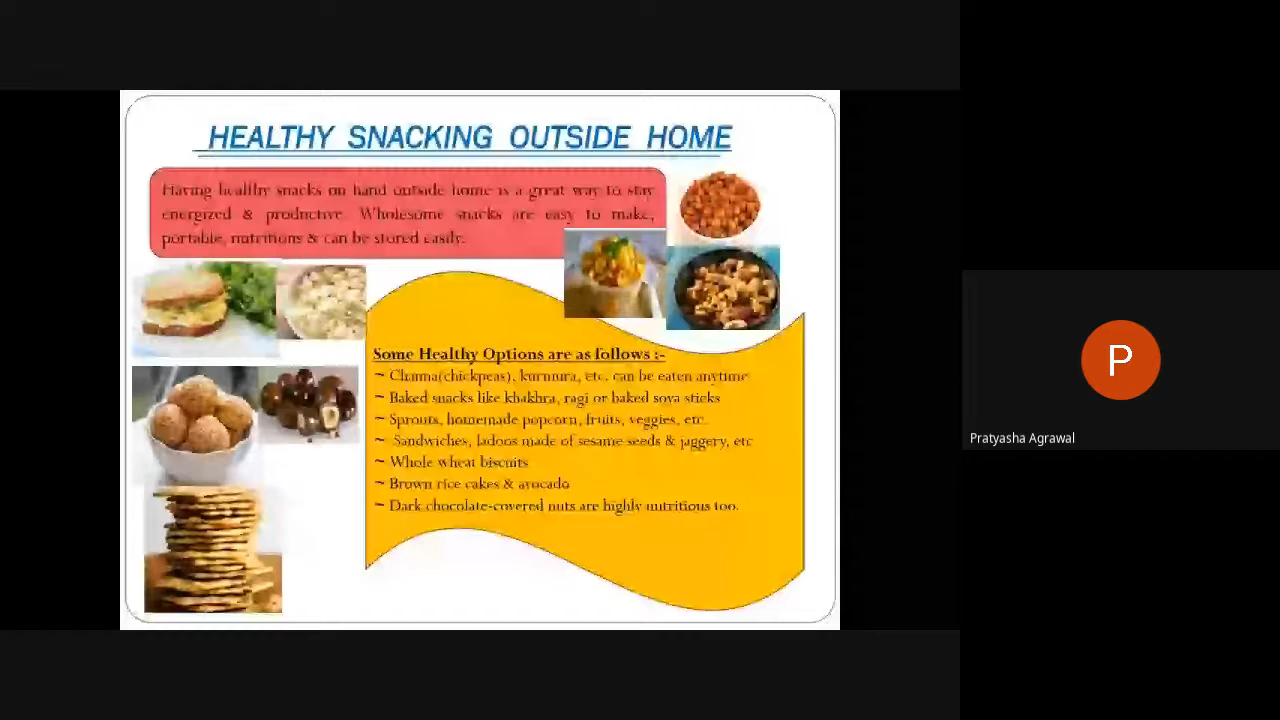 HEALTHY SNACKING OUTSIDE HOME
Having healthy snacks on hand outside home is a great way to stay
energized & productive. Wholesome snacks are easy to make,
portable, nutritions & can be stored easily.
Some Healthy Options are as follows :-
~ Chana(chickpeas), kurmura, etc. can be eaten anytime
~ Baked snacks like khakhra, ragi or baked soya sticks
~ Sprouts, homemade popcorn, fruits, veggies, etc.
~ Sandwiches, ladoos made of sesame seeds & jaggery, etc
~ Whole wheat biscuits
~ Brown rice cakes & avocado
~ Dark chocolate-covered nuts are highly nutritious too.
P
Pratyasha Agrawal